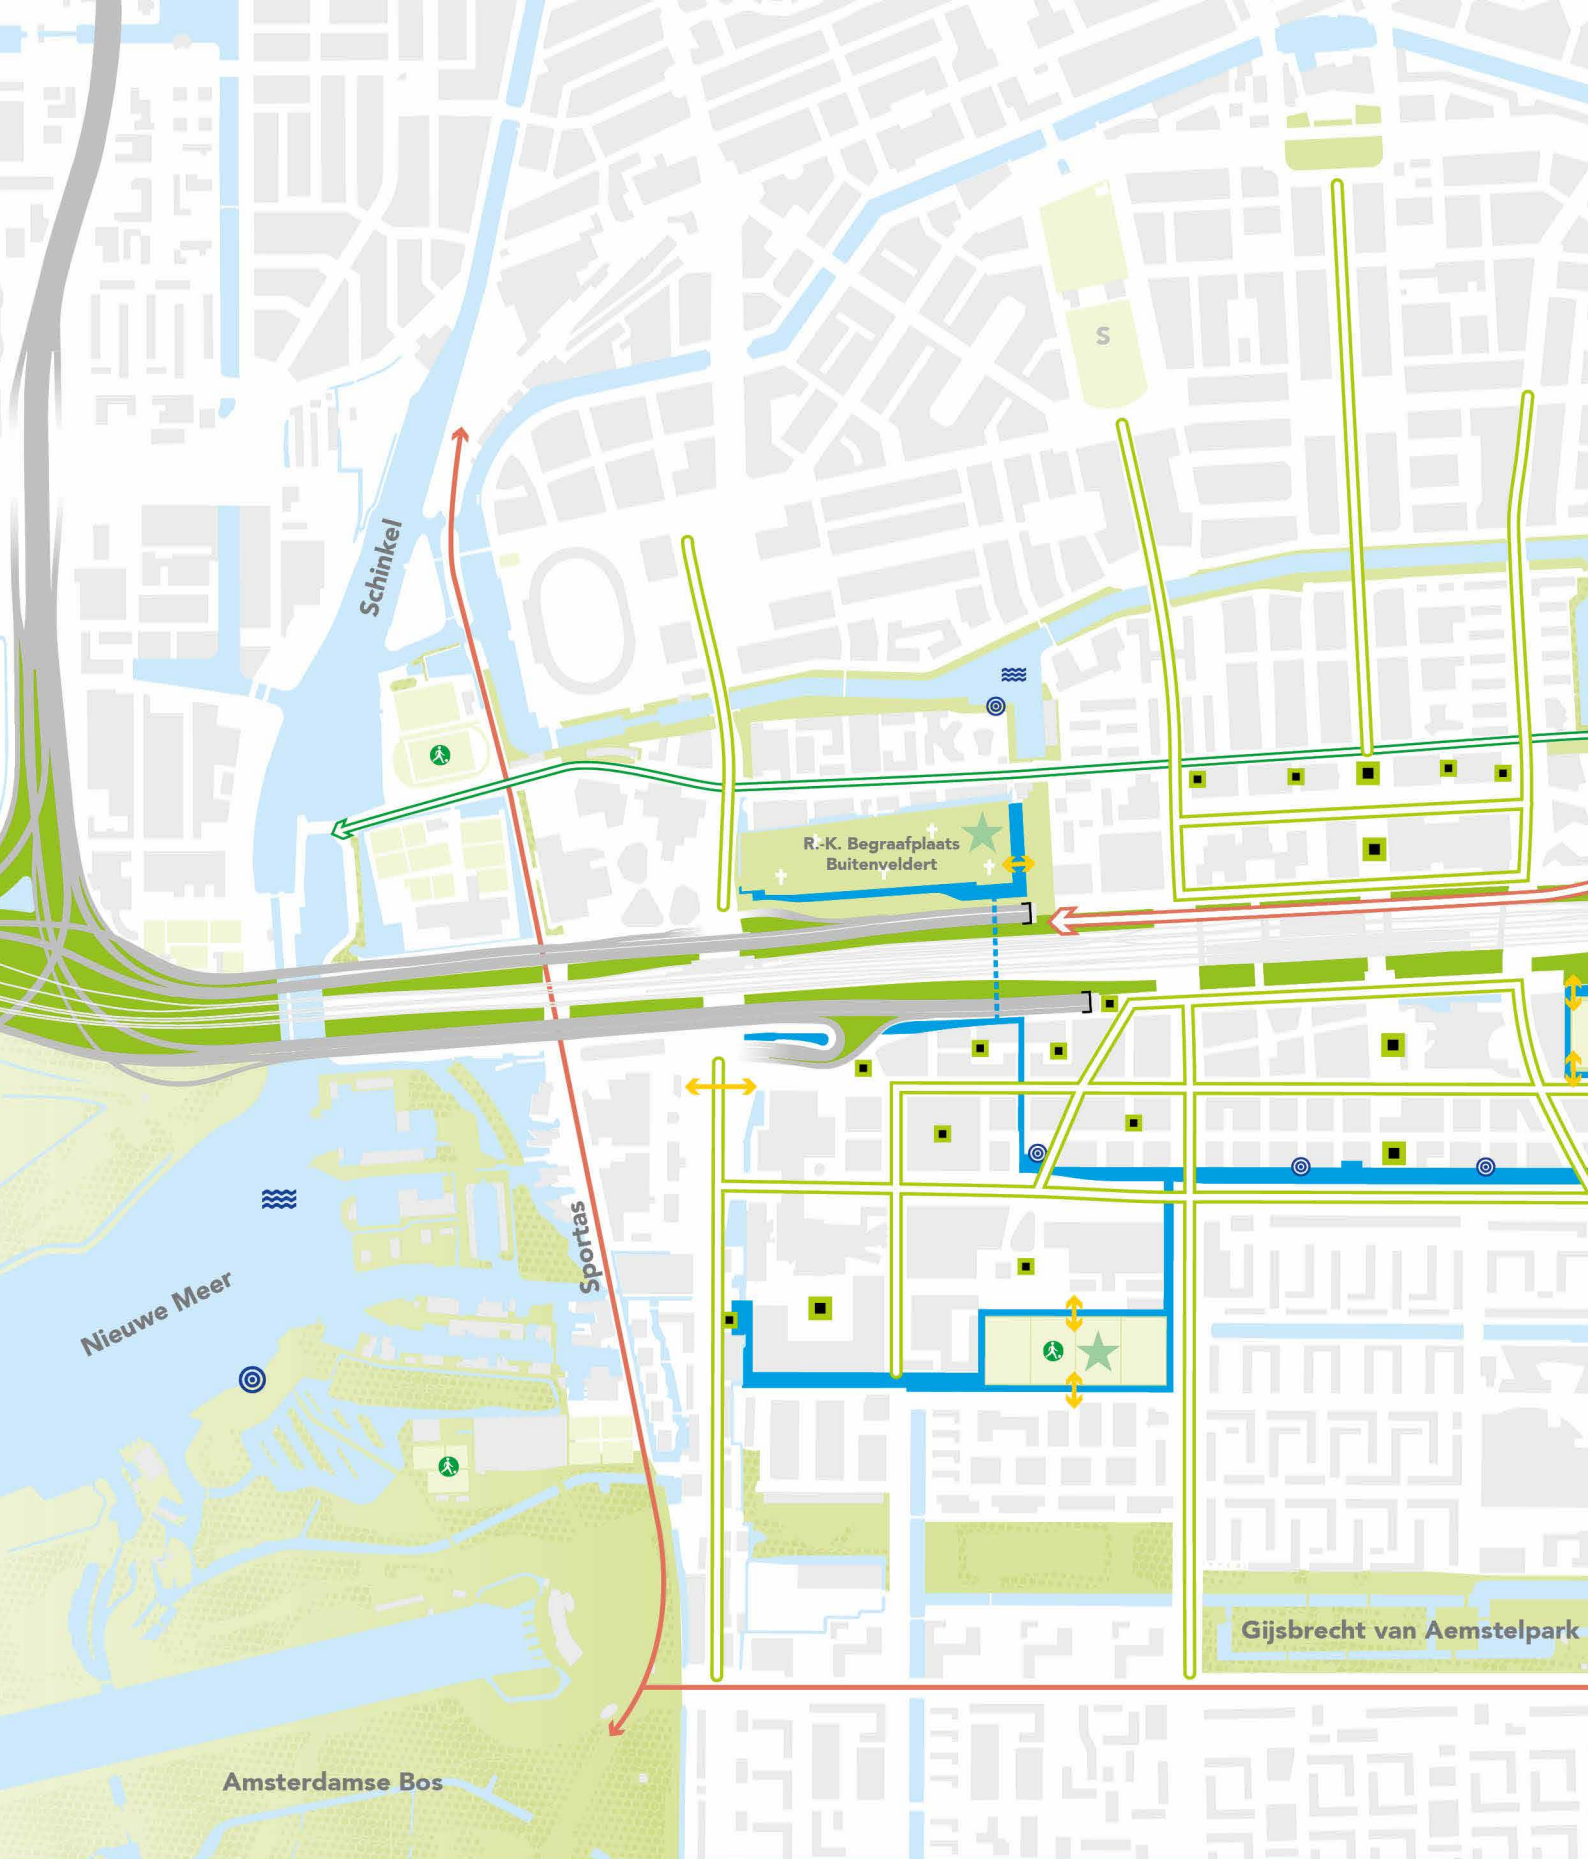 S
Schinkel
R.-K. Begraafplaats
Buitenveldert
Sportas
Nieuwe Meer
Gijsbrecht van Aemstelpark
Amsterdamse Bos